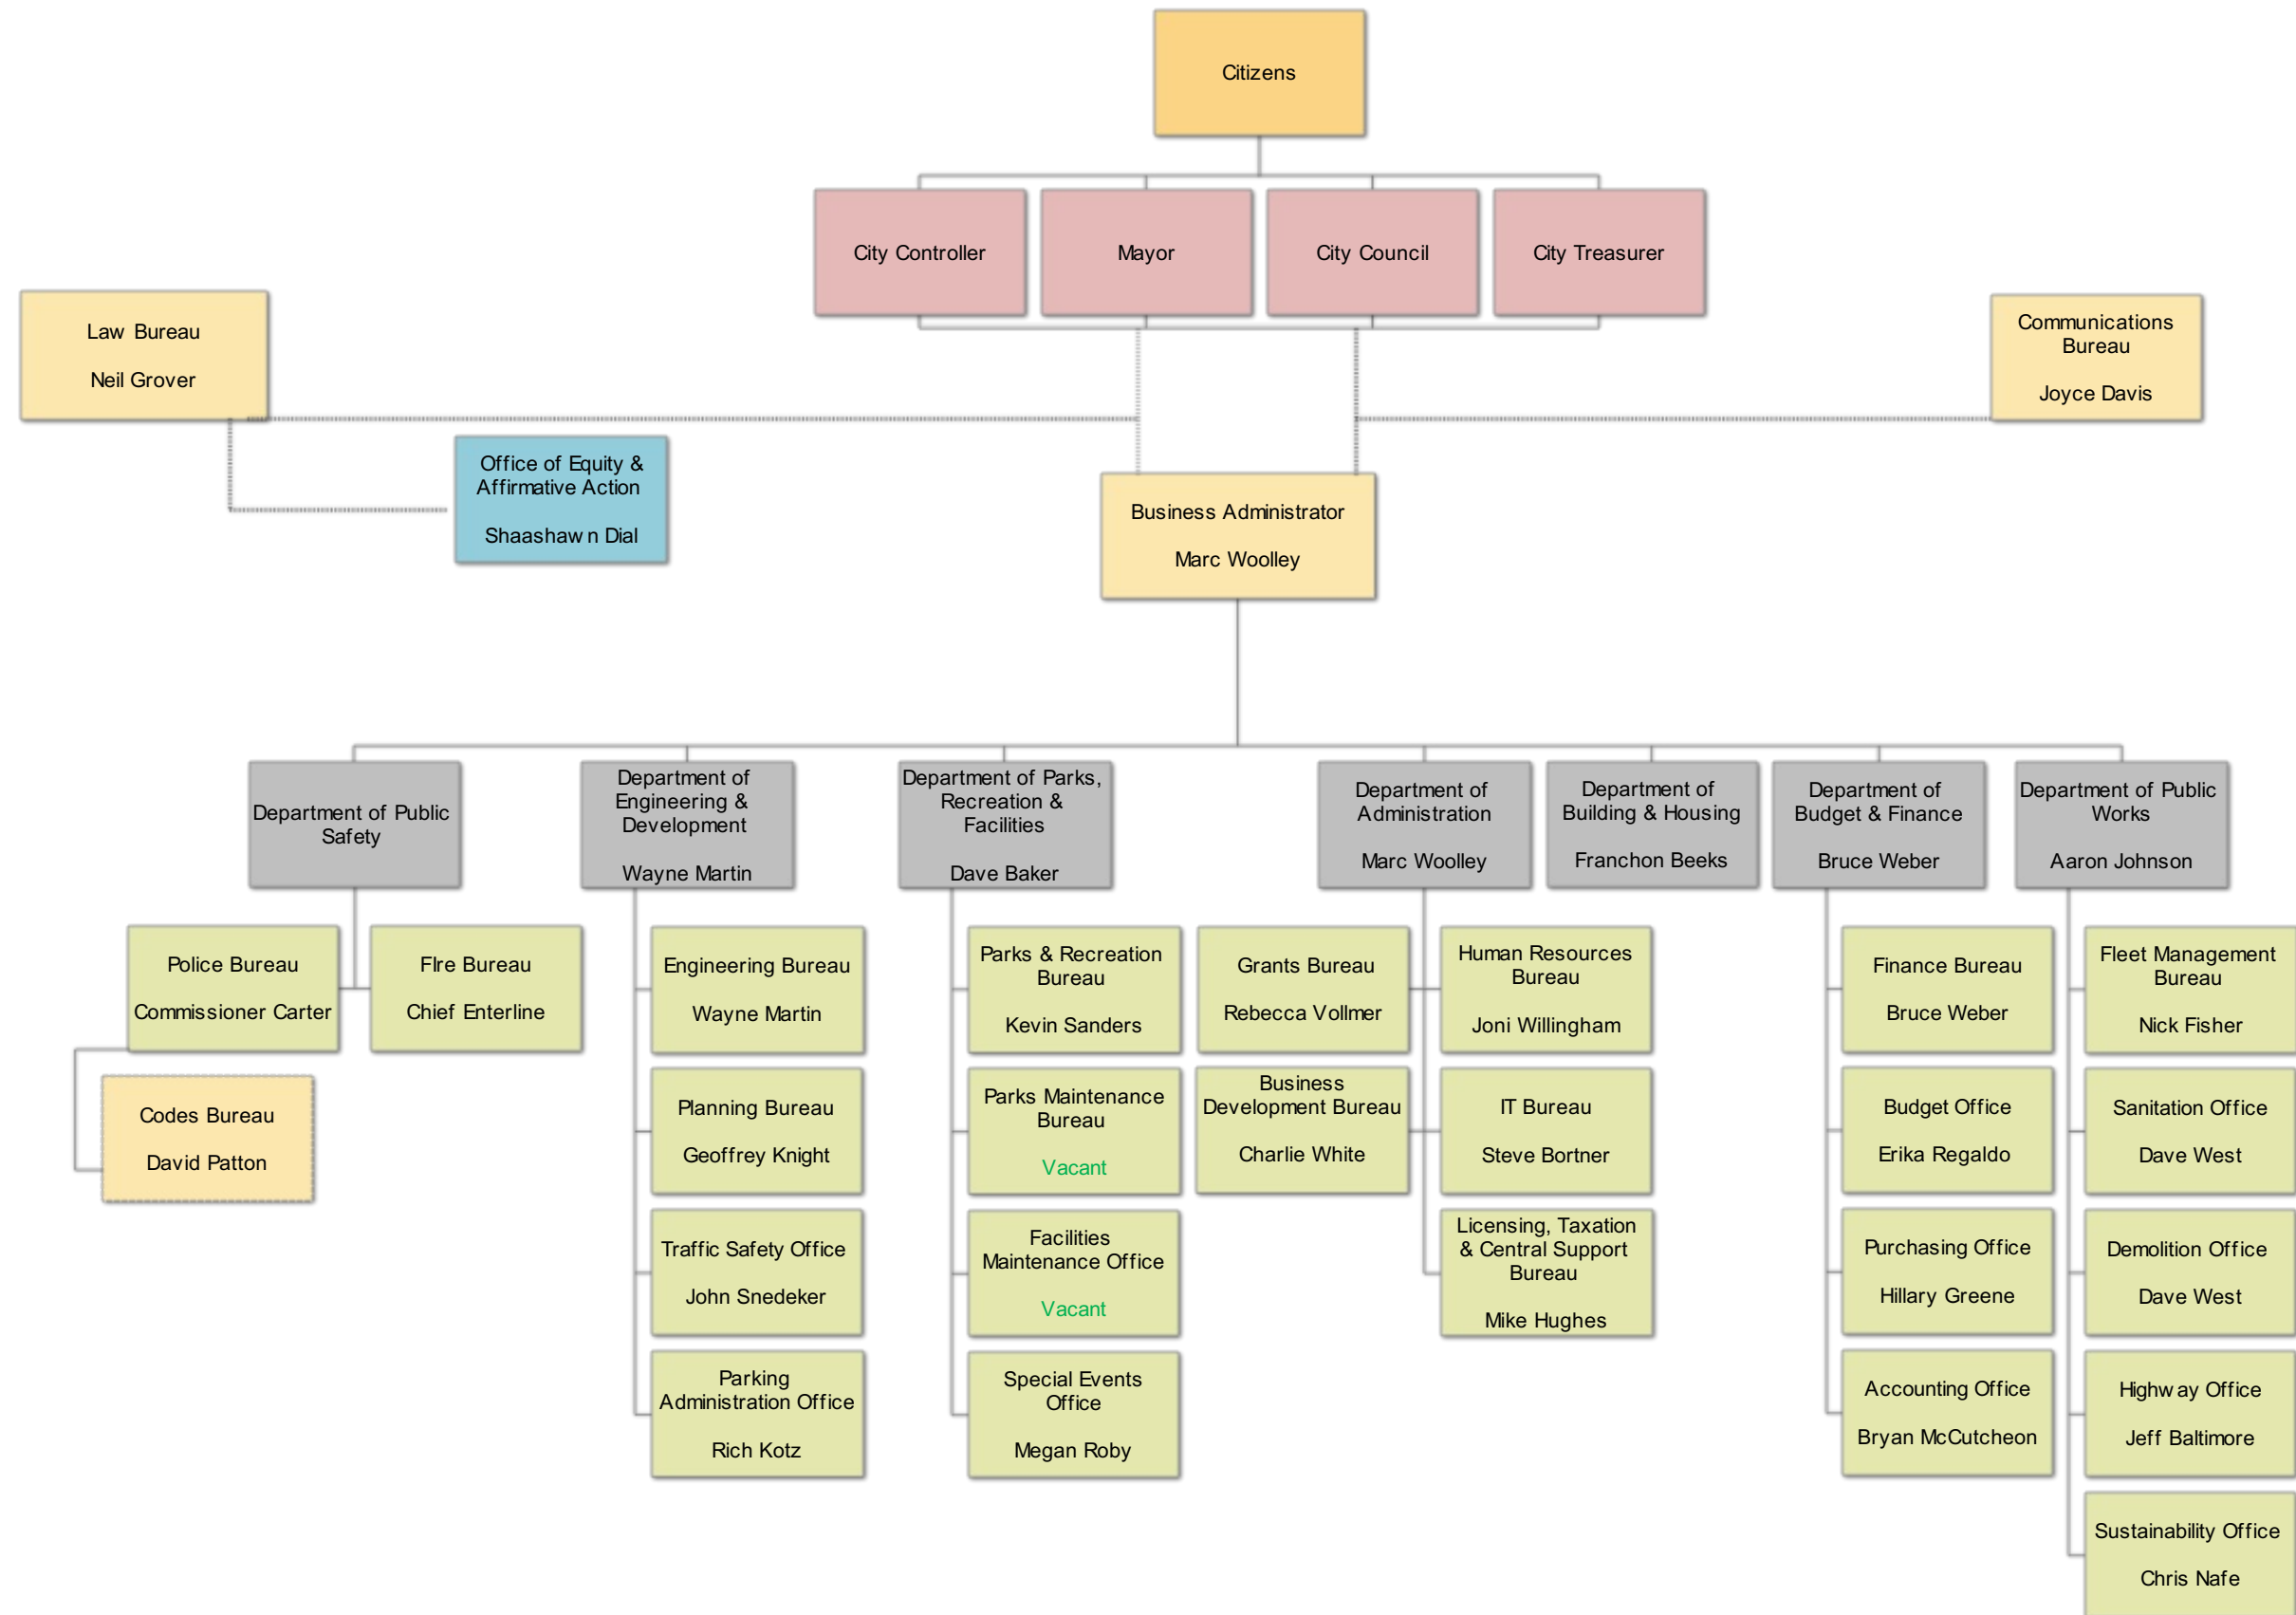 Citizens
City Controller
Mayor
City Council
City Treasurer
Law Bureau
Neil Grover
Communications
Bureau
Joyce Davis
Office of Equity &
Affirmative Action
Shaashawn Dial
Business Administrator
Marc Woolley
Department of Public
Safety
Department of
Engineering &
Development
Wayne Martin
Department of Parks,
Recreation &
Facilities
Dave Baker
Department of
Administration
Marc Woolley
Department of
Building & Housing
Franchon Beeks
Department of
Budget & Finance
Bruce Weber
Department of Public
Works
Aaron Johnson
Police Bureau
Commissioner Carter
FIre Bureau
Chief Enterline
Codes Bureau
David Patton
Engineering Bureau
Wayne Martin
Planning Bureau
Geoffrey Knight
Traffic Safety Office
John Snedeker
Parking
Administration Office
Rich Kotz
Parks & Recreation
Bureau
Kevin Sanders
Parks Maintenance
Bureau
Vacant
Facilities
Maintenance Office
Vacant
Special Events
Office
Megan Roby
Grants Bureau
Rebecca Vollmer
Business
Development Bureau
Charlie White
Human Resources
Bureau
Joni Willingham
IT Bureau
Steve Bortner
Licensing, Taxation
& Central Support
Bureau
Mike Hughes
Finance Bureau
Bruce Weber
Budget Office
Erika Regaldo
Purchasing Office
Hillary Greene
Accounting Office
Bryan McCutcheon
Fleet Management
Bureau
Nick Fisher
Sanitation Office
Dave West
Demolition Office
Dave West
Highway Office
Jeff Baltimore
Sustainability Office
Chris Nafe